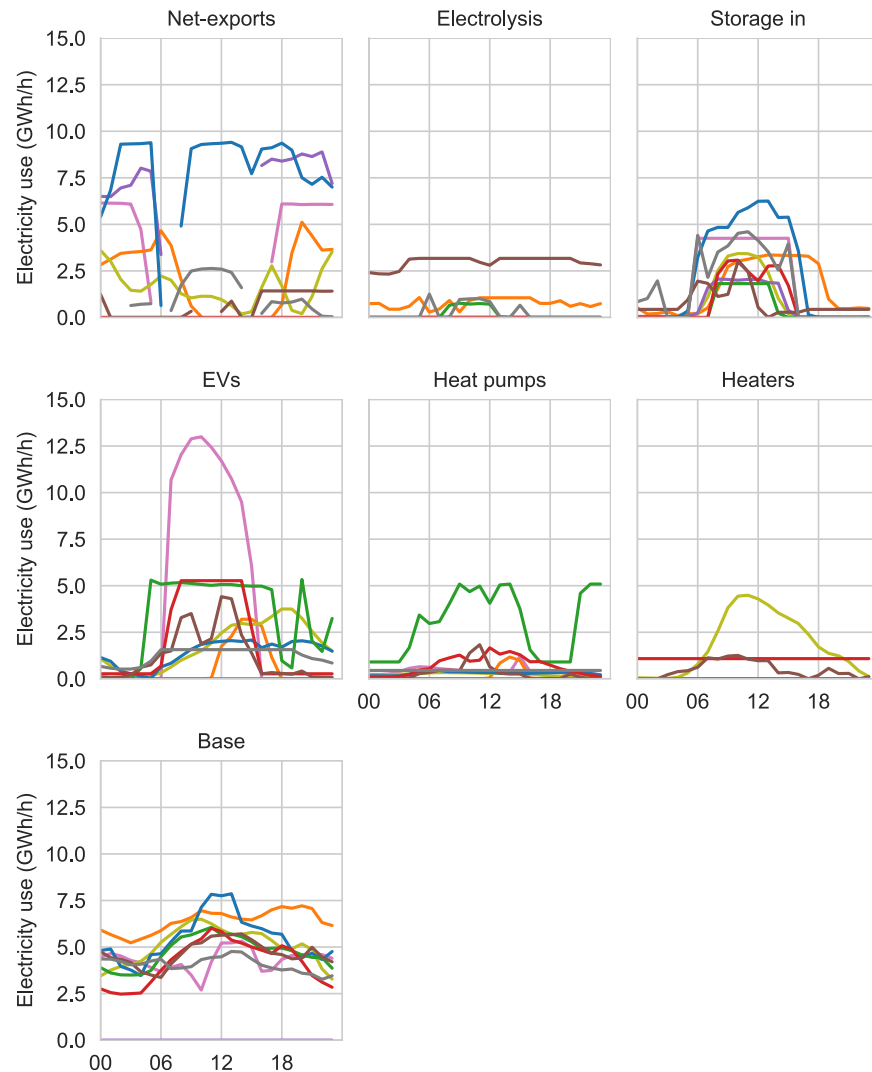 Net-exports Electrolysis Storage in
15.0
12.5
10.0
7.5
5.0
2.5
0.0
Electricity use (GWh/h)
EVs Heat pumps Heaters
15.0
12.5
10.0
7.5
5.0
2.5
0.0
Electricity use (GWh/h)
00 06 12 18 00 06 12 18
Base
15.0
12.5
10.0
7.5
5.0
2.5
0.0
Electricity use (GWh/h)
00 06 12 18